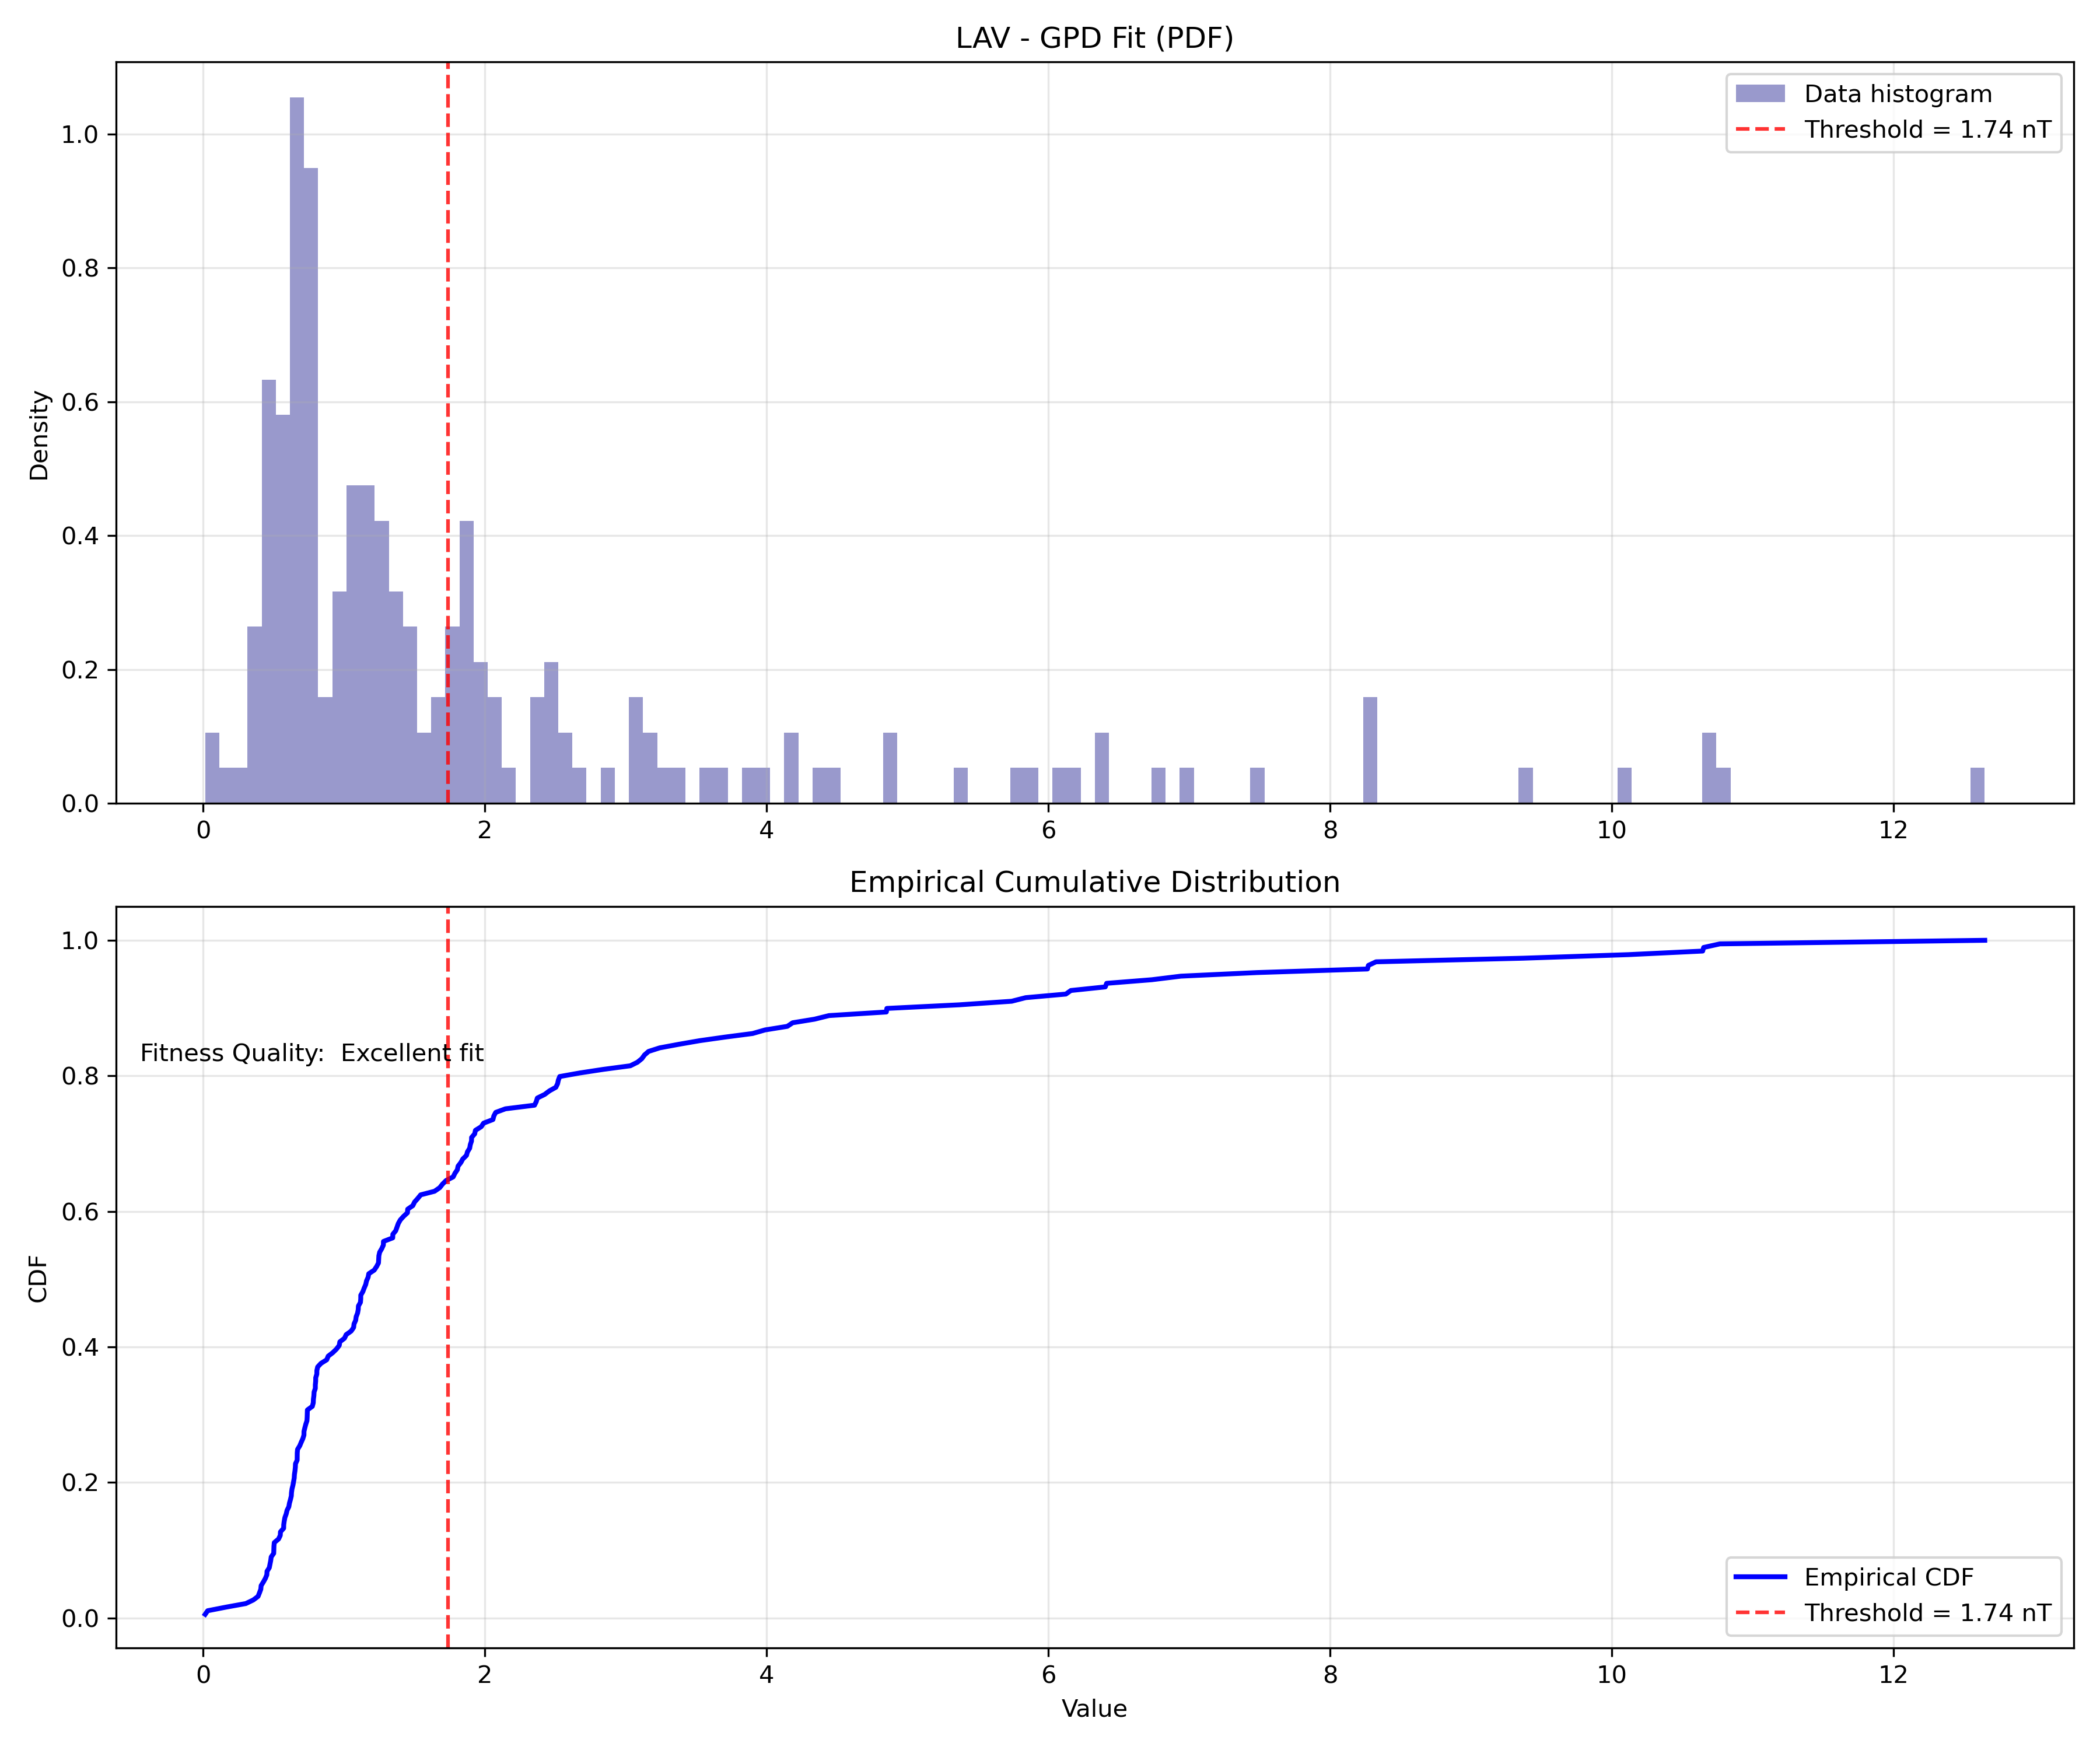 LAV - GPD Fit (PDF)
Data histogram
Threshold = 1.74 nT
Density
1.0
0.8
0.6
0.4
0.2
0.0
0 2 4 6 8 10 12
Empirical Cumulative Distribution
Fitness Quality:  Excellent fit
CDF
1.0
0.8
0.6
0.4
0.2
0.0
Empirical CDF
Threshold = 1.74 nT
0 2 4 6 8 10 12
Value